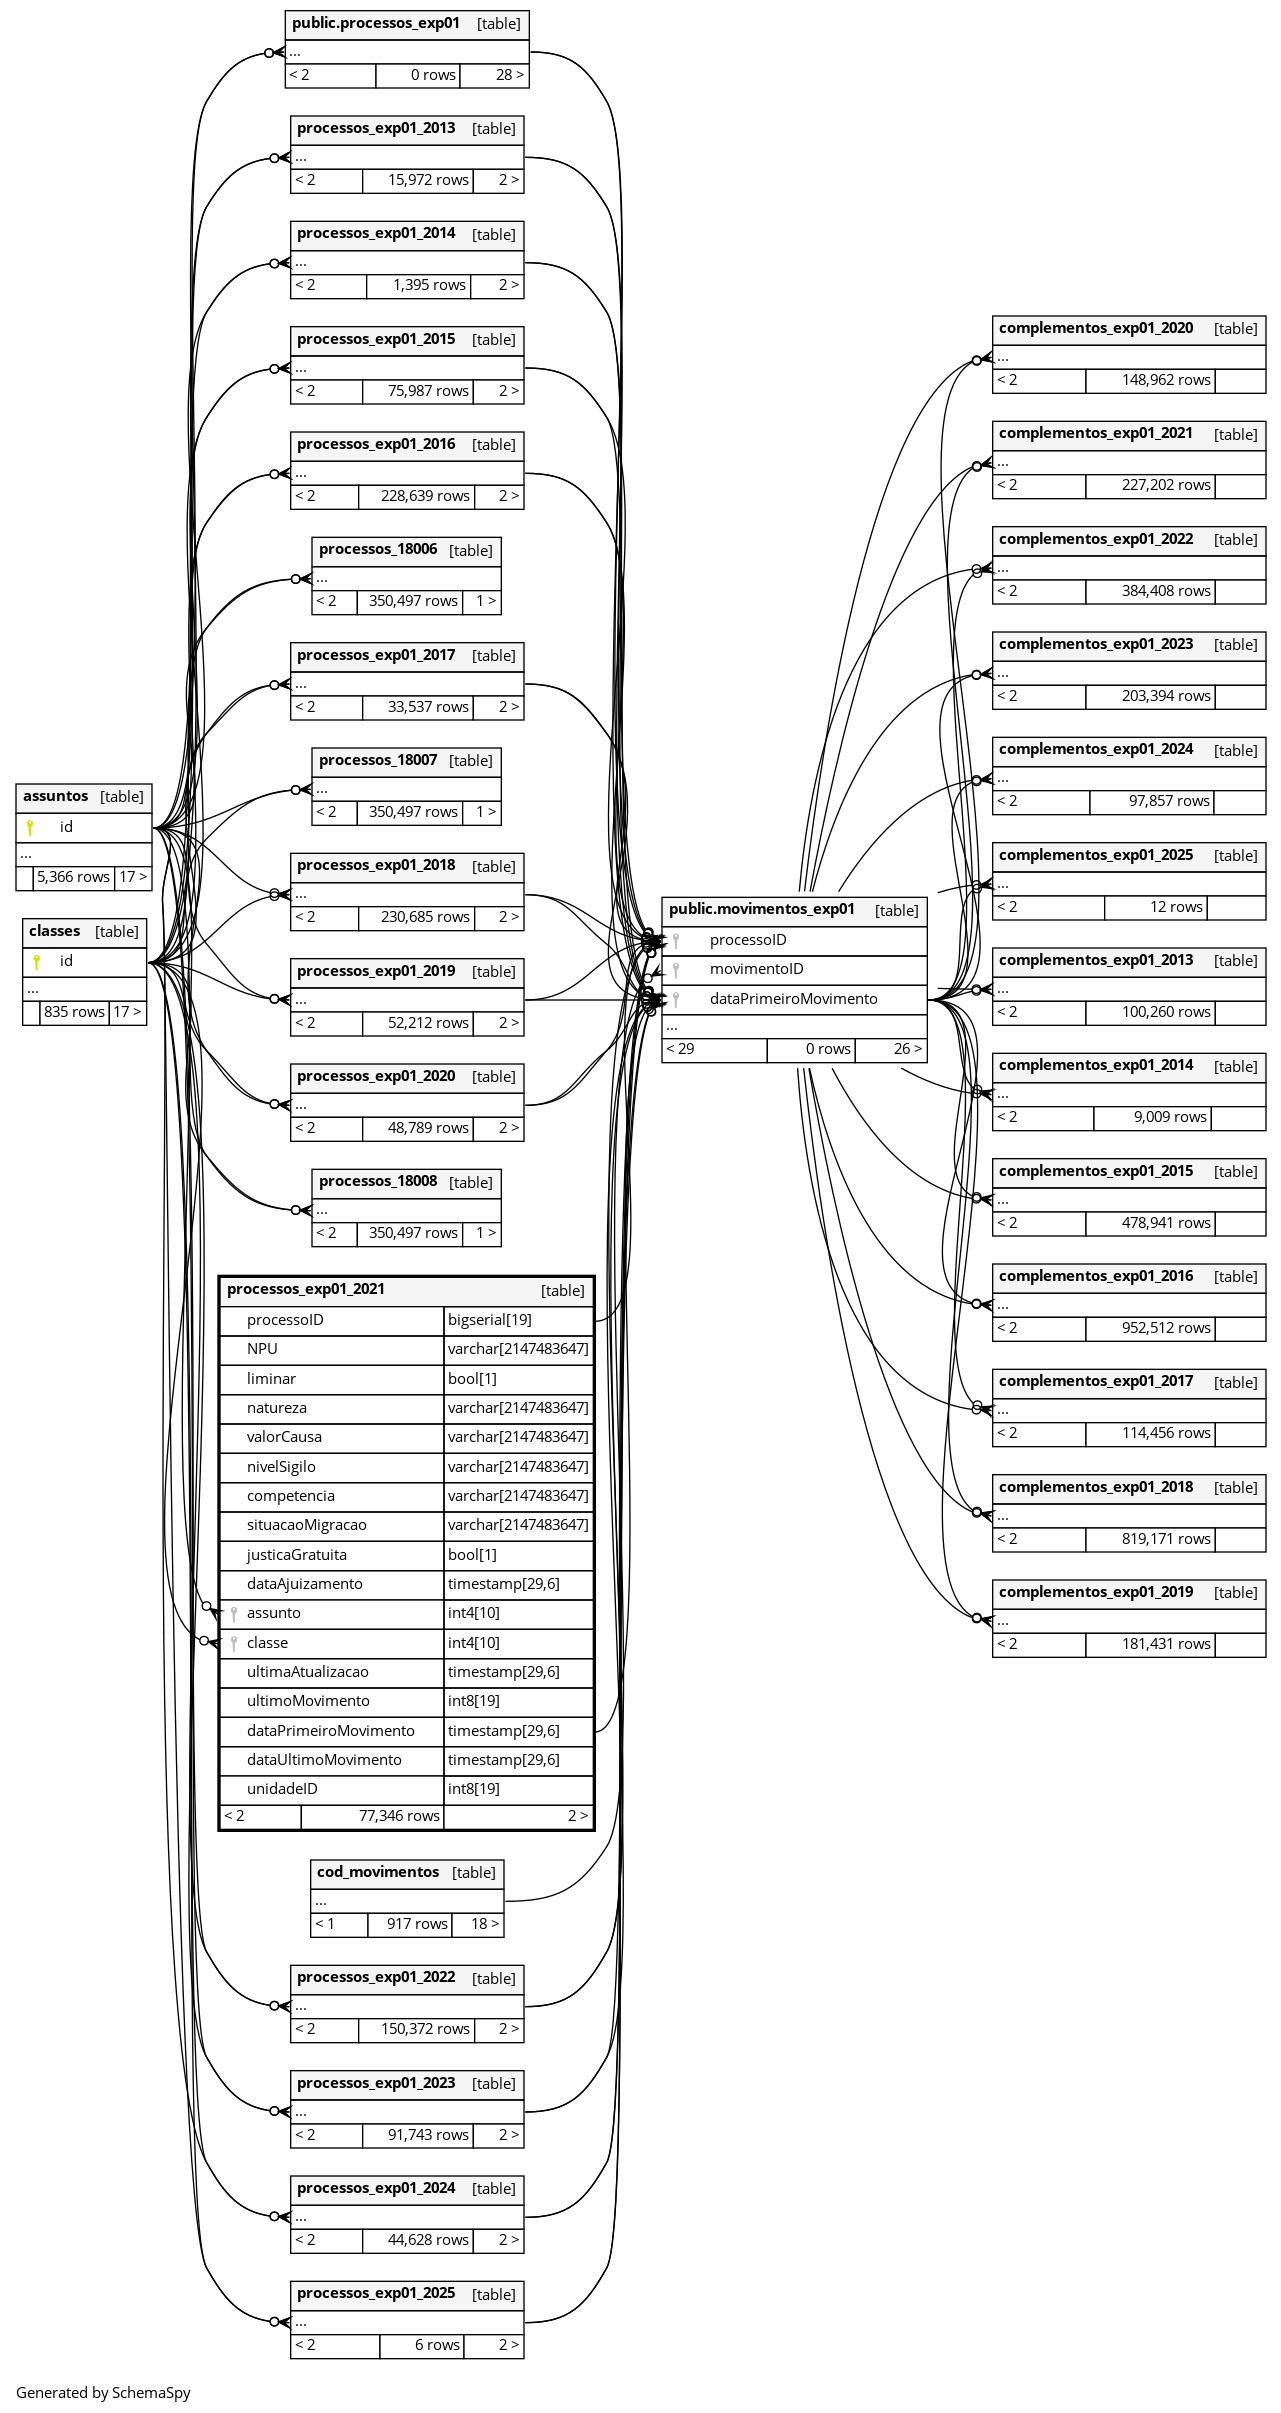 public.processos_exp01 [table]
...
< 2 0 rows 28 >
processos_exp01_2013 [table]
...
< 2 15,972 rows 2 >
processos_exp01_2014 [table]
...
< 2 1,395 rows 2 >
processos_exp01_2015 [table]
...
< 2 75,987 rows 2 >
processos_exp01_2016 [table]
...
< 2 228,639 rows 2 >
processos_18006 [table]
...
< 2 350,497 rows 1 >
processos_exp01_2017 [table]
...
< 2 33,537 rows 2 >
processos_18007 [table]
...
< 2 350,497 rows 1 >
assuntos [table]
id
...
5,366 rows 17 >
classes [table]
id
...
835 rows 17 >
processos_exp01_2018 [table]
...
< 2 230,685 rows 2 >
processos_exp01_2019 [table]
...
< 2 52,212 rows 2 >
processos_exp01_2020 [table]
...
< 2 48,789 rows 2 >
processos_18008 [table]
...
< 2 350,497 rows 1 >
processos_exp01_2021 [table]
processoID bigserial[19]
NPU varchar[2147483647]
liminar bool[1]
natureza varchar[2147483647]
valorCausa varchar[2147483647]
nivelSigilo varchar[2147483647]
competencia varchar[2147483647]
situacaoMigracao varchar[2147483647]
justicaGratuita bool[1]
dataAjuizamento timestamp[29,6]
assunto int4[10]
classe int4[10]
ultimaAtualizacao timestamp[29,6]
ultimoMovimento int8[19]
dataPrimeiroMovimento timestamp[29,6]
dataUltimoMovimento timestamp[29,6]
unidadeID int8[19]
< 2 77,346 rows 2 >
cod_movimentos [table]
...
< 1 917 rows 18 >
processos_exp01_2022 [table]
...
< 2 150,372 rows 2 >
processos_exp01_2023 [table]
...
< 2 91,743 rows 2 >
processos_exp01_2024 [table]
...
< 2 44,628 rows 2 >
processos_exp01_2025 [table]
...
< 2 6 rows 2 >
public.movimentos_exp01 [table]
processoID
movimentoID
dataPrimeiroMovimento
...
< 29 0 rows 26 >
complementos_exp01_2020 [table]
...
< 2 148,962 rows
complementos_exp01_2021 [table]
...
< 2 227,202 rows
complementos_exp01_2022 [table]
...
< 2 384,408 rows
complementos_exp01_2023 [table]
...
< 2 203,394 rows
complementos_exp01_2024 [table]
...
< 2 97,857 rows
complementos_exp01_2025 [table]
...
< 2 12 rows
complementos_exp01_2013 [table]
...
< 2 100,260 rows
complementos_exp01_2014 [table]
...
< 2 9,009 rows
complementos_exp01_2015 [table]
...
< 2 478,941 rows
complementos_exp01_2016 [table]
...
< 2 952,512 rows
complementos_exp01_2017 [table]
...
< 2 114,456 rows
complementos_exp01_2018 [table]
...
< 2 819,171 rows
complementos_exp01_2019 [table]
...
< 2 181,431 rows
Generated by SchemaSpy